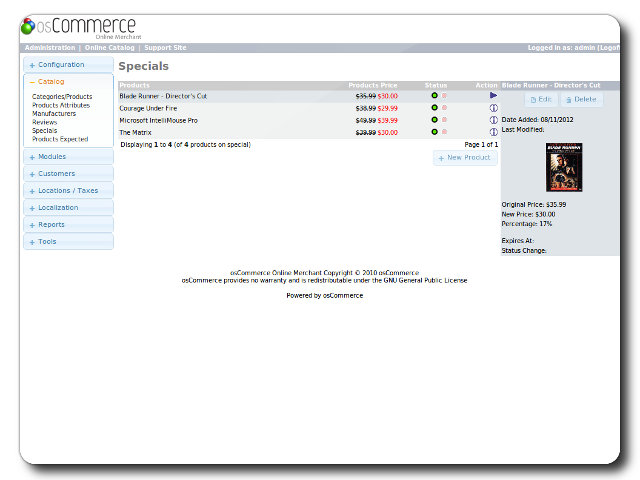 osCommerce
Online Merchant
Administration | Online Catalog | Support Site
Logged in as: admin (Logoff
+ Configuration
− Catalog
Categories/Products
Products Attributes
Manufacturers
Reviews
Specials
Products Expected
+ Modules
+ Customers
+ Locations / Taxes
+ Localization
+ Reports
+ Tools
Specials
Products Products Price Status Action
Blade Runner - Director's Cut $35.99 $30.00
Courage Under Fire $38.99 $29.99
Microsoft IntelliMouse Pro $49.99 $39.99
The Matrix $39.99 $30.00
Displaying 1 to 4 (of 4 products on special) Page 1 of 1
+ New Product
Blade Runner - Director's Cut
Edit Delete
Date Added: 08/11/2012
Last Modified:
BLADE RUNNER
Original Price: $35.99
New Price: $30.00
Percentage: 17%
Expires At:
Status Change:
osCommerce Online Merchant Copyright © 2010 osCommerce
osCommerce provides no warranty and is redistributable under the GNU General Public License
Powered by osCommerce